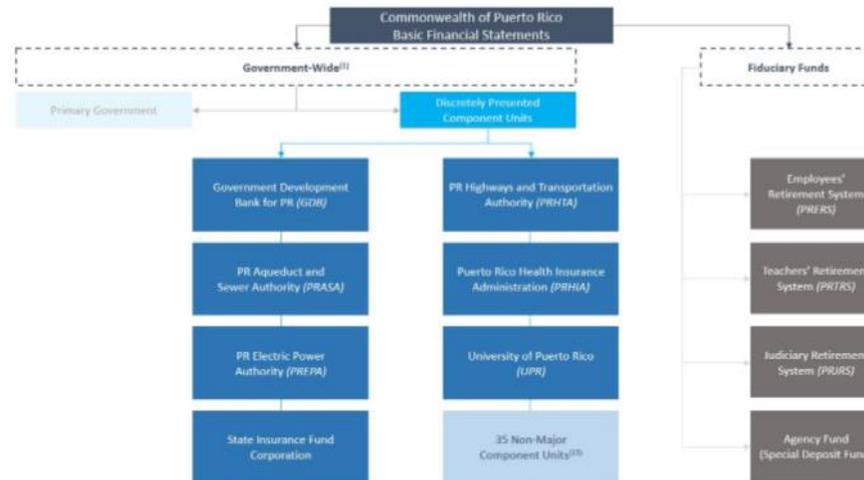 Commonwealth of Puerto Rico
Basic Financial Statements
Government-Wide(1)
Fiduciary Funds
Primary Government
Discretely Presented
Component Units
Government Development
Bank for PR (GDB)
PR Highways and Transportation
Authority (PRHTA)
Employees'
Retirement System
(PRERS)
PR Aqueduct and
Sewer Authority (PRASA)
Puerto Rico Health Insurance
Administration (PRHIA)
Teachers' Retiremen
System (PRTRS)
PR Electric Power
Authority (PREPA)
University of Puerto Rico
(UPR)
Judiciary Retiremen
System (PRJRS)
State Insurance Fund
Corporation
35 Non-Major
Component Units
Agency Fund
(Special Deposit Fund